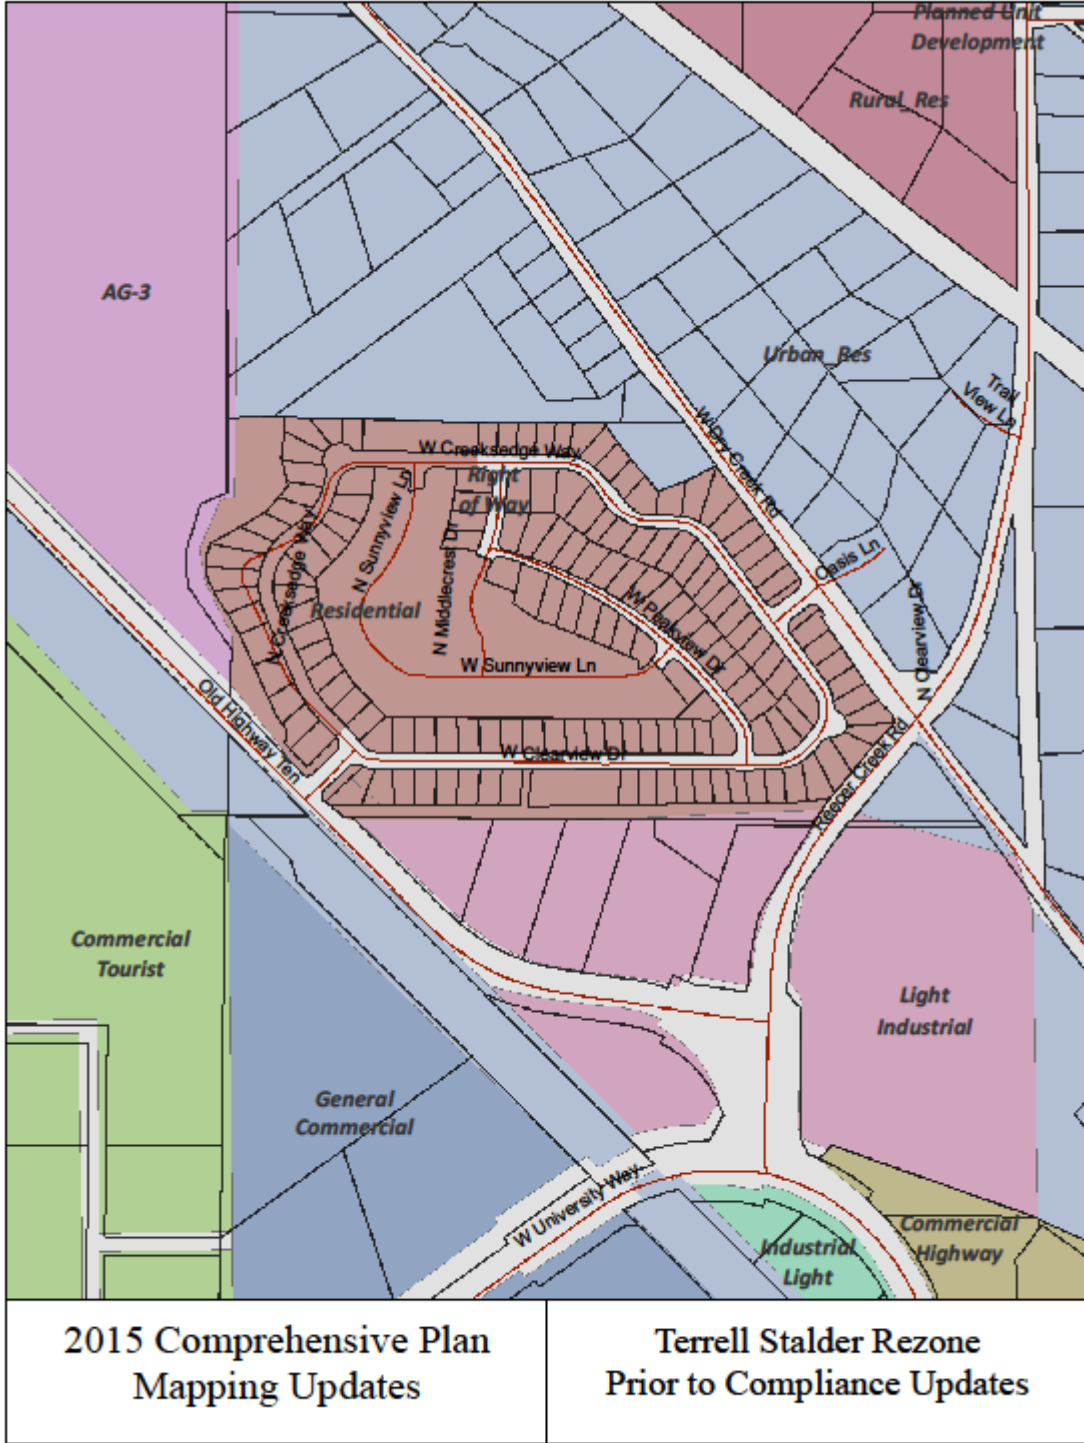 Planned Unit
Development
Rural_Res
AG-3
Urban_Res
Trail
View Ln
W Dry Creek Rd
W Creeksedge Way
Right
of Way
N Sunnyview Ln
N Middlecrest Dr
Oasis Ln
N Creeksedge Way
Residential
W Peakview Dr
N Clearview Dr
W Sunnyview Ln
Old Highway Ten
W Clearview Dr
Reecer Creek Rd
Commercial
Tourist
Light
Industrial
General
Commercial
W University Way
Commercial
Highway
Industrial
Light
2015 Comprehensive Plan
Mapping Updates
Terrell Stalder Rezone
Prior to Compliance Updates